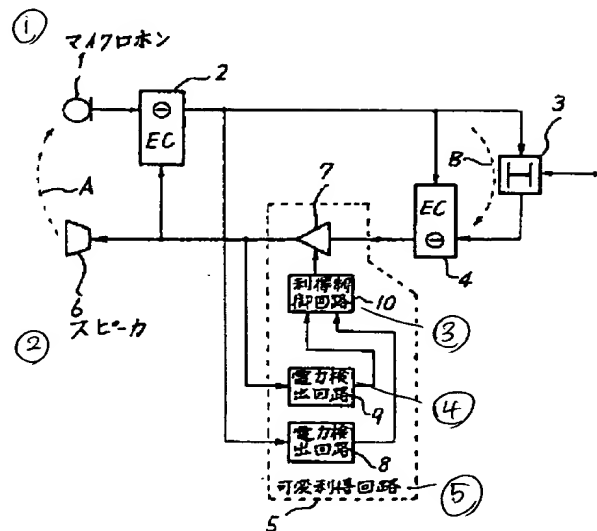 ①
マイクロホン
1
2
⊖
EC
3
H
A
B
7
EC
⊖
4
6
スピーカ
②
利得制
御回路
10
③
電力検
出回路
9
④
電力検
出回路
8
可変利得回路
⑤
5